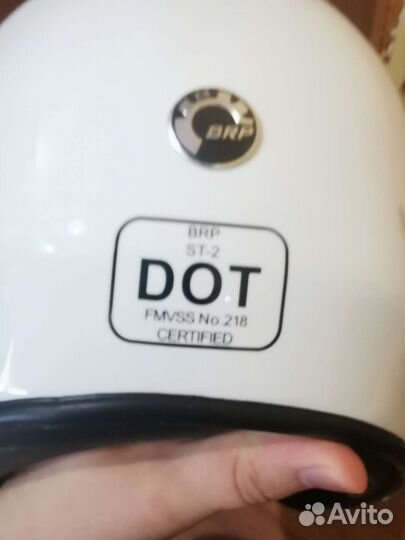 BRP
BRP
ST-2
DOT
FMVSS No.218
CERTIFIED
Avito